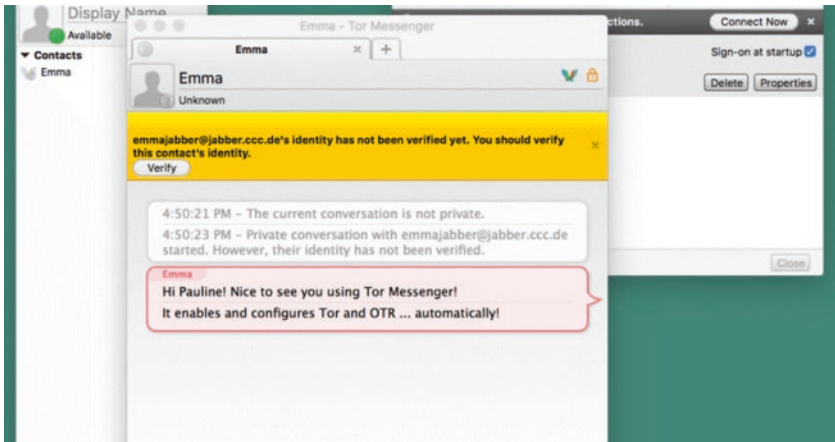 Display Name
Available
Contacts
Emma
Emma - Tor Messenger
Emma
Emma
Unknown
emmajabber@jabber.ccc.de's identity has not been verified yet. You should verify
this contact's identity.
Verify
4:50:21 PM – The current conversation is not private.
4:50:23 PM – Private conversation with emmajabber@jabber.ccc.de
started. However, their identity has not been verified.
Emma
Hi Pauline! Nice to see you using Tor Messenger!
It enables and configures Tor and OTR ... automatically!
ctions.
Connect Now
Sign-on at startup
Delete
Properties
Close